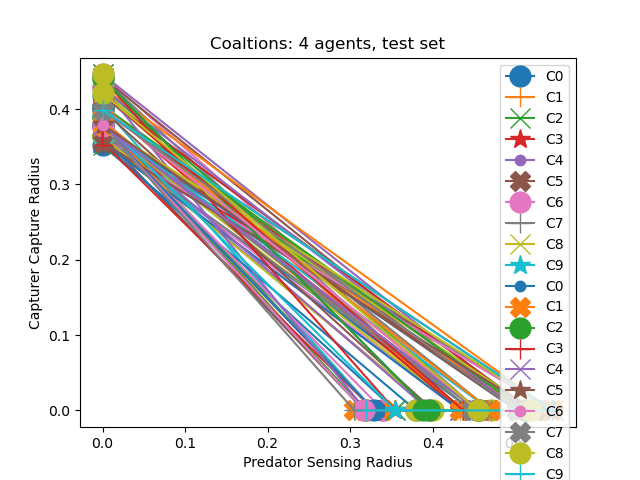 Coaltions: 4 agents, test set
Capturer Capture Radius
0.4
0.3
0.2
0.1
0.0
0.0
0.1
0.2
0.3
0.4
Predator Sensing Radius
C0
C1
C2
C3
C4
C5
C6
C7
C8
C9
C0
C1
C2
C3
C4
C5
C6
C7
C8
C9